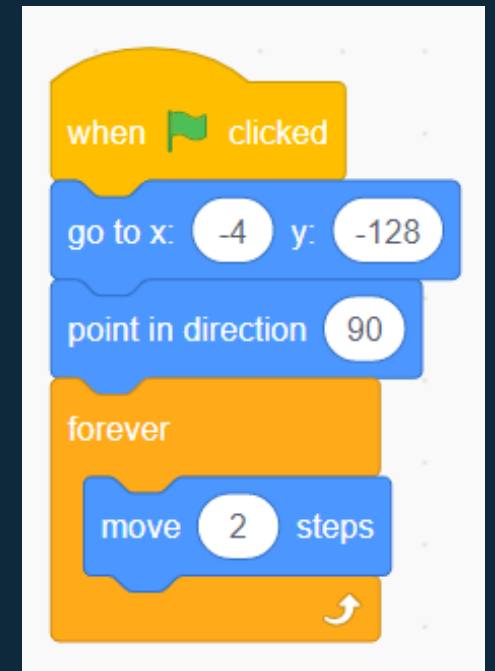 when clicked
go to x: -4 y: -128
point in direction 90
forever
move 2 steps